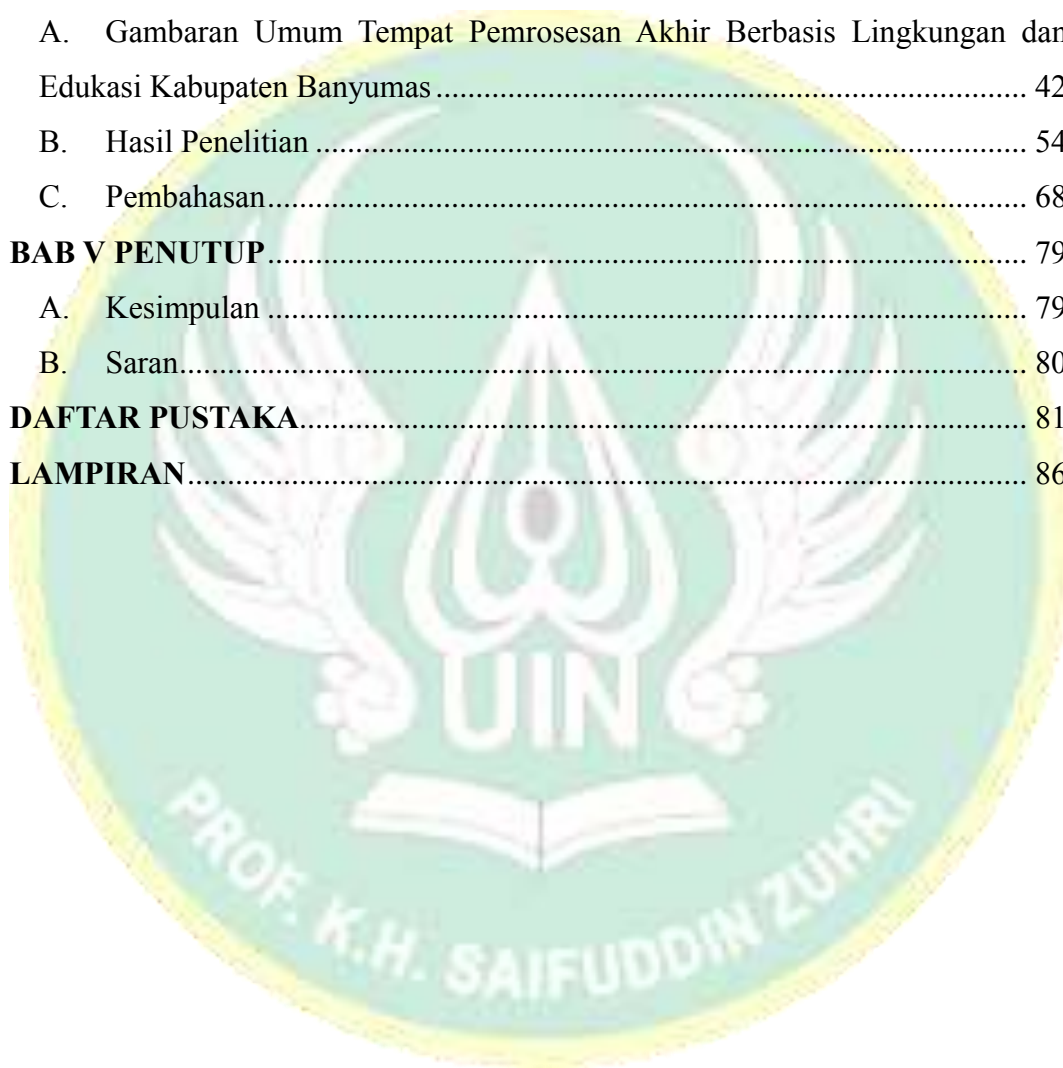 A. Gambaran Umum Tempat Pemrosesan Akhir Berbasis Lingkungan dan
Edukasi Kabupaten Banyumas ........ 42
B. Hasil Penelitian ........ 54
C. Pembahasan ........ 68
BAB V PENUTUP ........ 79
A. Kesimpulan ........ 79
B. Saran ........ 80
DAFTAR PUSTAKA ........ 81
LAMPIRAN ........ 86
UIN
PROF. K.H. SAIFUDDIN ZUHRI